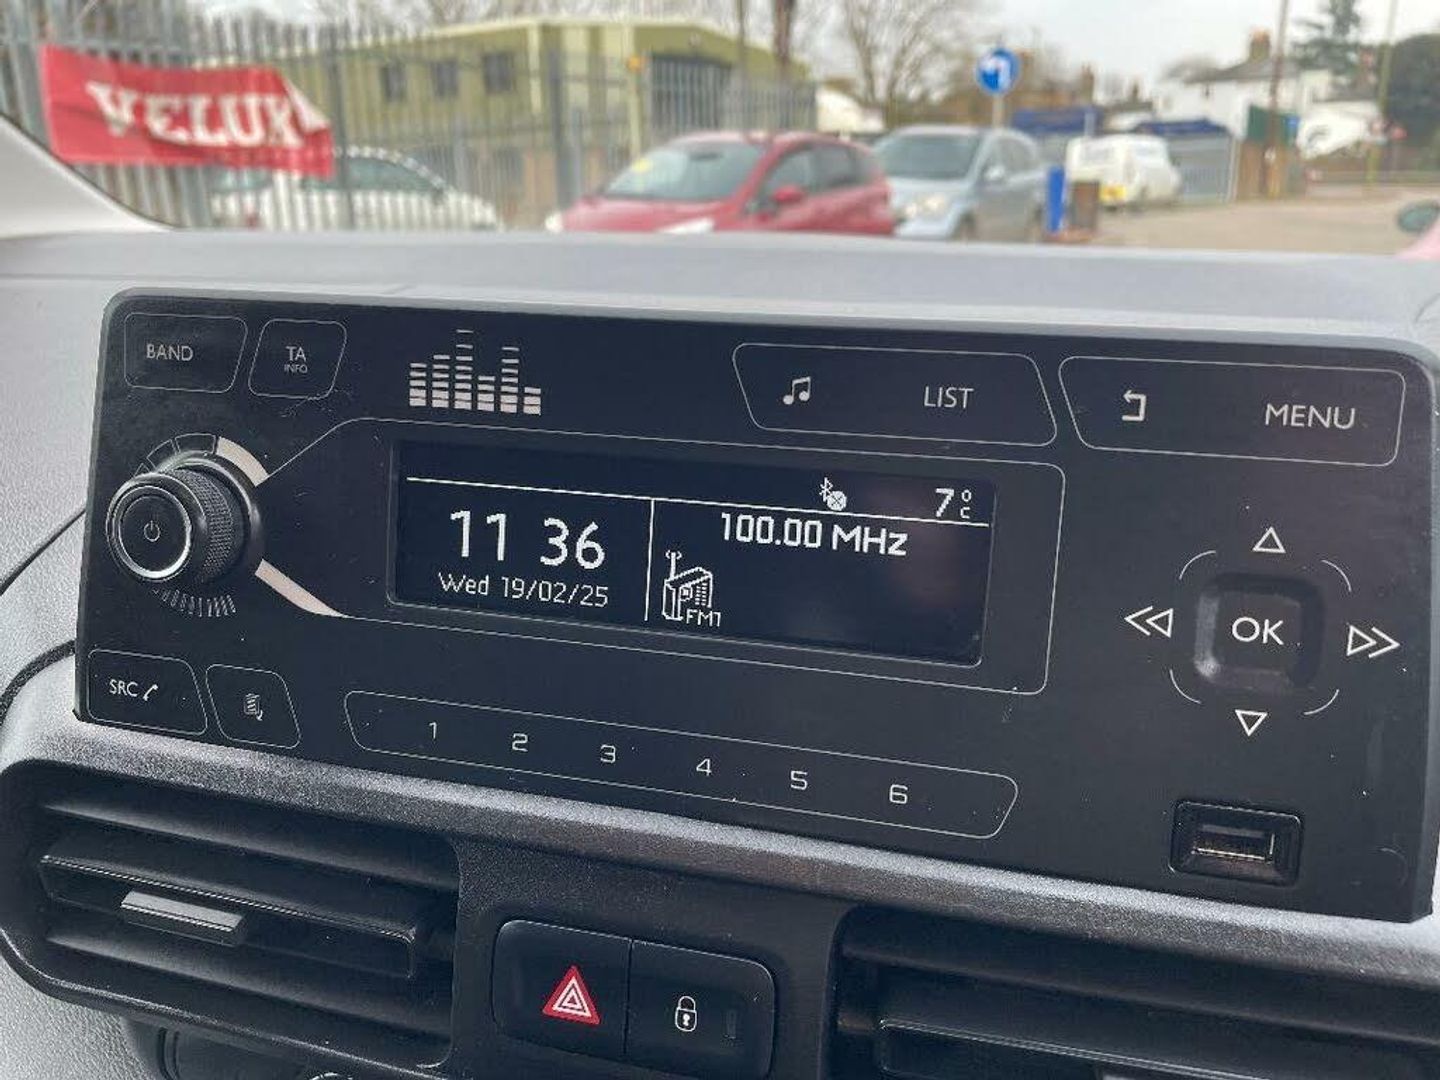 VELUX
BAND
TA
INFO
LIST
MENU
7°C
11 36
100.00 MHz
Wed 19/02/25
FM1
OK
SRC
1 2 3 4 5 6